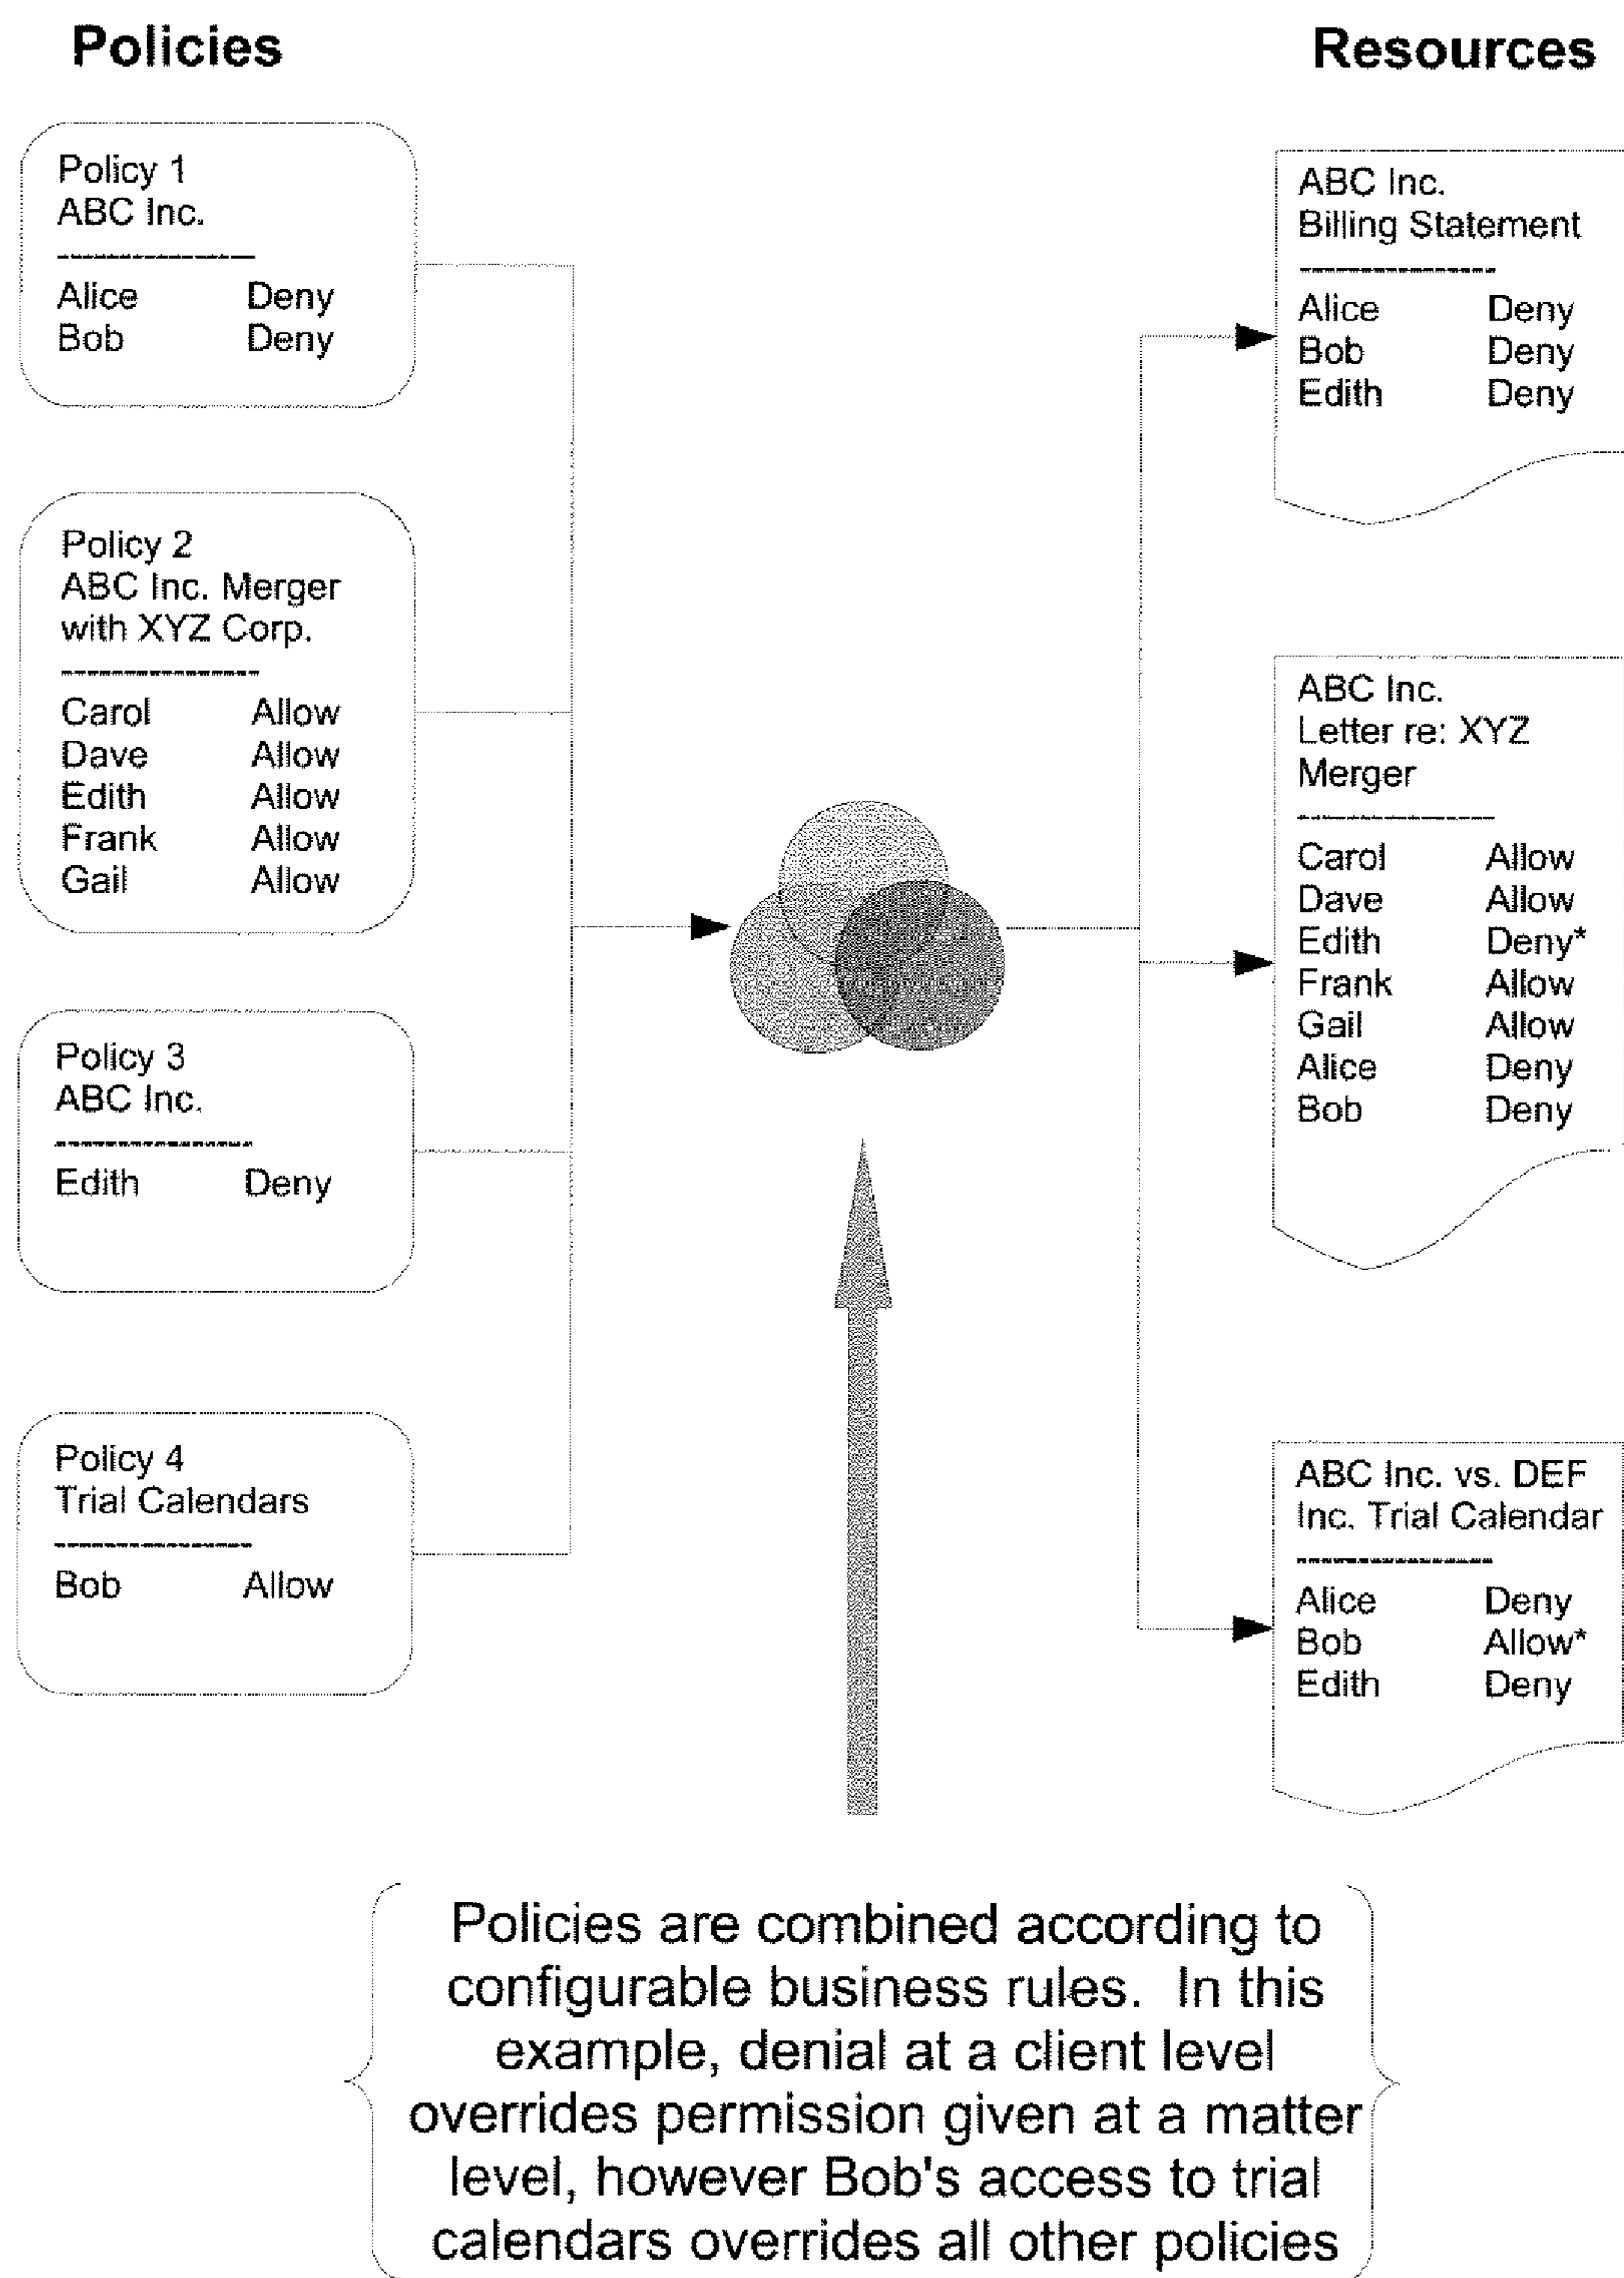 Policies
Policy 1
ABC Inc.
----------------
Alice Deny
Bob Deny
Policy 2
ABC Inc. Merger
with XYZ Corp.
----------------
Carol Allow
Dave Allow
Edith Allow
Frank Allow
Gail Allow
Policy 3
ABC Inc.
----------------
Edith Deny
Policy 4
Trial Calendars
----------------
Bob Allow
Resources
ABC Inc.
Billing Statement
----------------
Alice Deny
Bob Deny
Edith Deny
ABC Inc.
Letter re: XYZ
Merger
----------------
Carol Allow
Dave Allow
Edith Deny*
Frank Allow
Gail Allow
Alice Deny
Bob Deny
ABC Inc. vs. DEF
Inc. Trial Calendar
----------------
Alice Deny
Bob Allow*
Edith Deny
Policies are combined according to
configurable business rules. In this
example, denial at a client level
overrides permission given at a matter
level, however Bob's access to trial
calendars overrides all other policies